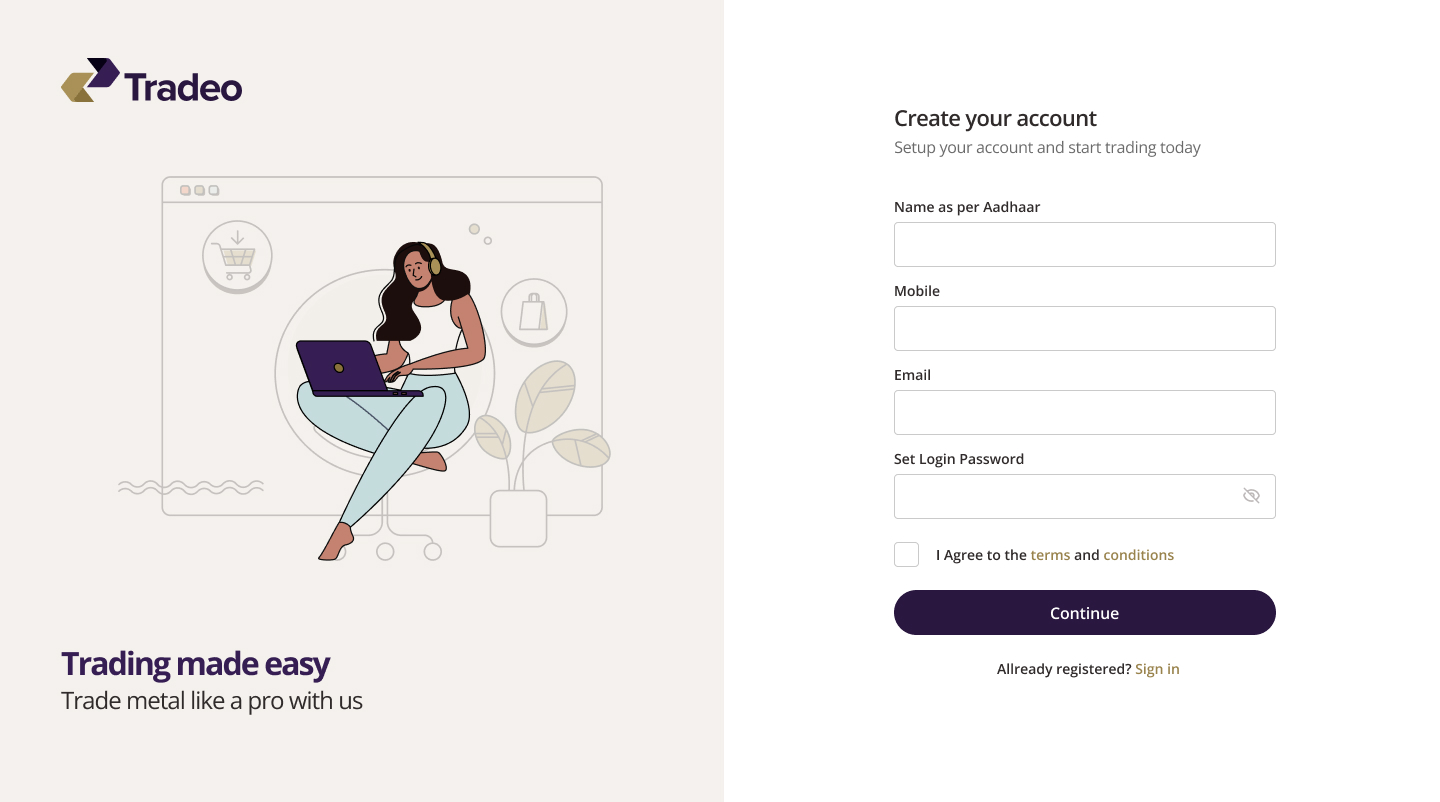 Tradeo
Trading made easy
Trade metal like a pro with us
Create your account
Setup your account and start trading today
Name as per Aadhaar
Mobile
Email
Set Login Password
I Agree to the terms and conditions
Continue
Allready registered? Sign in